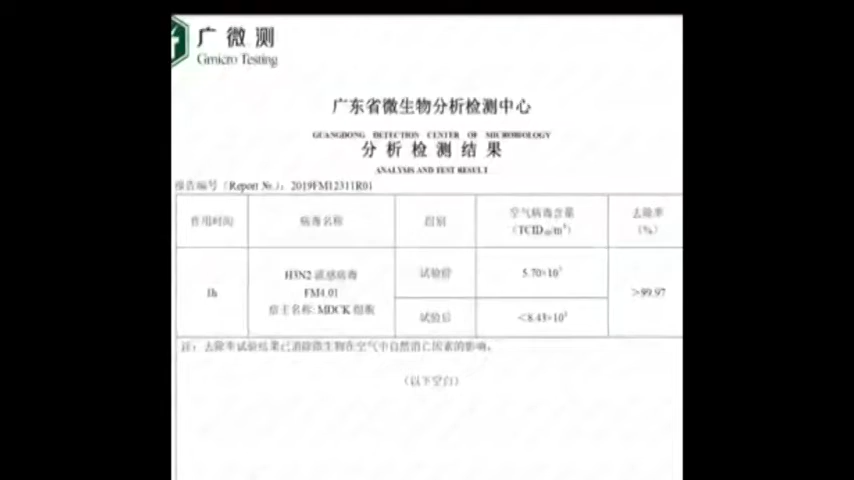 广微测
Gmicro Testing
广东省微生物分析检测中心
GUANGDONG DETECTION CENTER OF MICROBIOLOGY
分析检测结果
ANALYSIS AND TEST RESULT
报告编号（Report №.）：2019FM12311R01
作用时间 病毒名称 组别 空气病毒含量（TCID₅₀/m³） 去除率（%）
1h
H3N2 流感病毒
FM4.01
宿主名称: MDCK 细胞
试验前 5.70×10
试验后 <8.43×10
>99.97
注：去除率试验结果已消除微生物在空气中自然消亡因素的影响。
（以下空白）